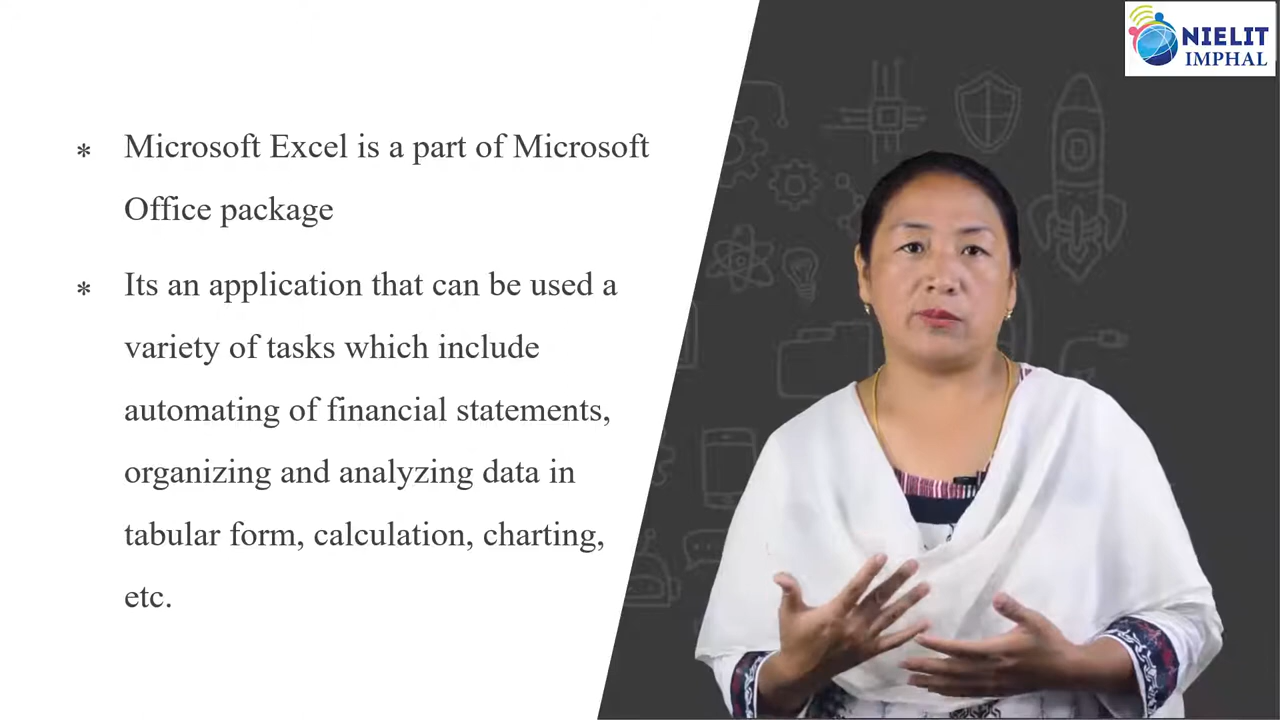 NIELIT
IMPHAL
* Microsoft Excel is a part of Microsoft
Office package
* Its an application that can be used a
variety of tasks which include
automating of financial statements,
organizing and analyzing data in
tabular form, calculation, charting,
etc.